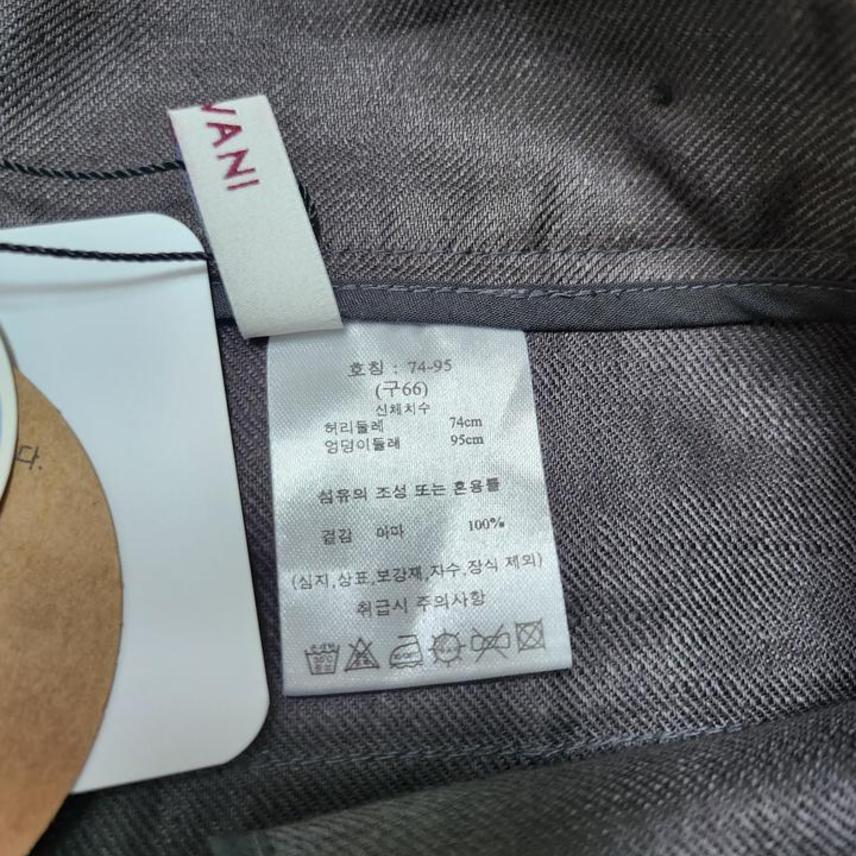 VANI
다.
호칭 : 74-95
(구66)
신체치수
허리둘레 74cm
엉덩이둘레 95cm
섬유의 조성 또는 혼용률
겉감 마마 100%
(심지,상표,보강재,자수,장식 제외)
취급시 주의사항
30℃